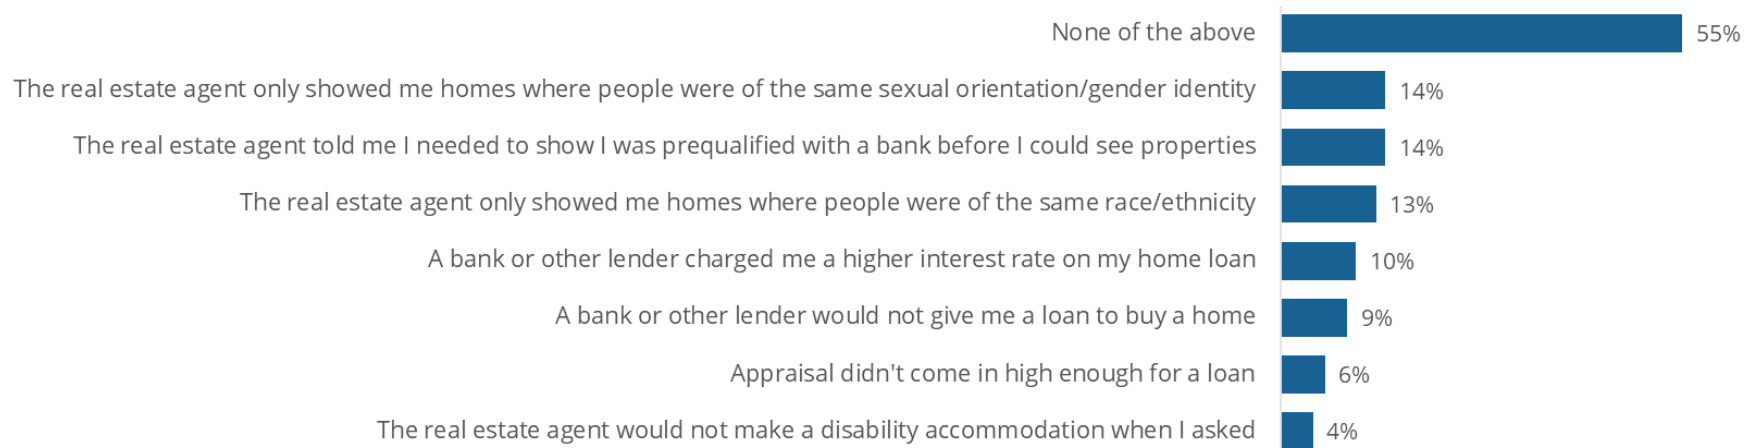 None of the above 55%
The real estate agent only showed me homes where people were of the same sexual orientation/gender identity 14%
The real estate agent told me I needed to show I was prequalified with a bank before I could see properties 14%
The real estate agent only showed me homes where people were of the same race/ethnicity 13%
A bank or other lender charged me a higher interest rate on my home loan 10%
A bank or other lender would not give me a loan to buy a home 9%
Appraisal didn't come in high enough for a loan 6%
The real estate agent would not make a disability accommodation when I asked 4%